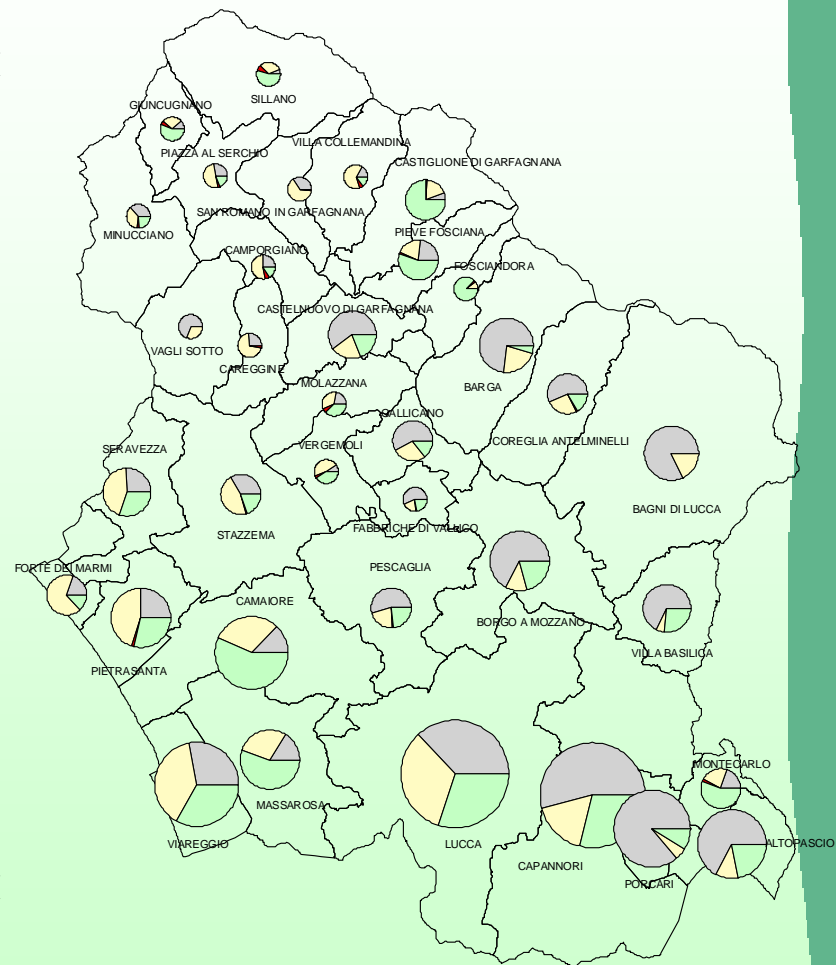 SILLANO
GIUNCUGNANO
VILLA COLLEMANDINA
PIAZZA AL SERCHIO
CASTIGLIONE DI GARFAGNANA
SAN ROMANO IN GARFAGNANA
PIEVE FOSCIANA
MINUCCIANO
CAMPORGIANO
FOSCIANDORA
CASTELNUOVO DI GARFAGNANA
VAGLI SOTTO
CAREGGINE
MOLAZZANA
BARGA
GALLICANO
COREGLIA ANTELMINELLI
VERGEMOLI
SERAVEZZA
BAGNI DI LUCCA
FABBRICHE DI VALLICO
STAZZEMA
FORTE DEI MARMI
PESCAGLIA
CAMAIORE
BORGO A MOZZANO
VILLA BASILICA
PIETRASANTA
MONTECARLO
MASSAROSA
VIAREGGIO
LUCCA
ALTOPASCIO
CAPANNORI
PORCARI